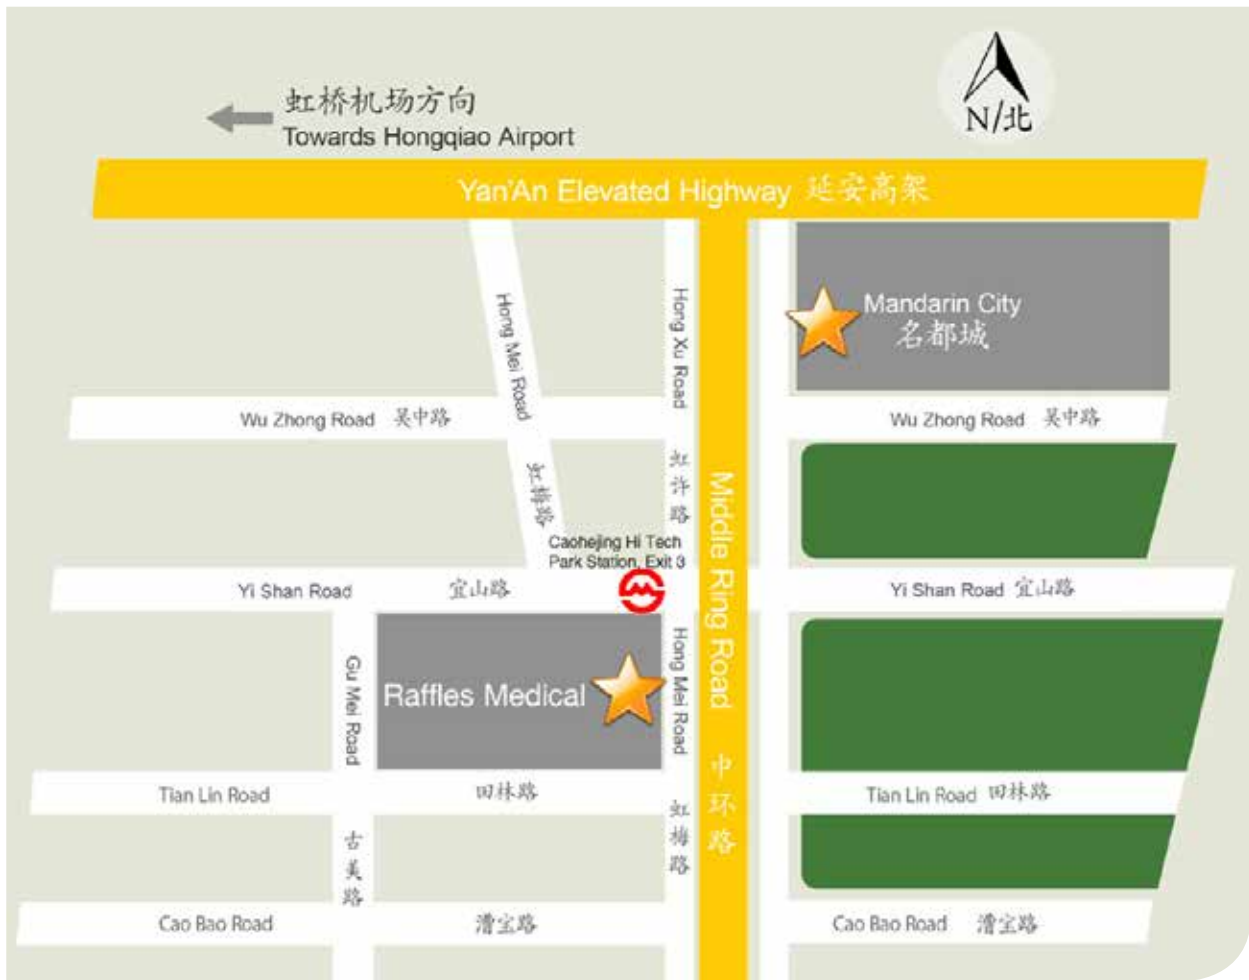 虹桥机场方向
Towards Hongqiao Airport
N/北
Yan'An Elevated Highway 延安高架
Hong Mei Road
虹梅路
Hong Xu Road
虹许路
Mandarin City
名都城
Wu Zhong Road 吴中路
Wu Zhong Road 吴中路
Middle Ring Road 中环路
Caohejing Hi Tech
Park Station, Exit 3
Yi Shan Road 宜山路
Yi Shan Road 宜山路
Gu Mei Road
古美路
Raffles Medical
Hong Mei Road
虹梅路
Tian Lin Road 田林路
Tian Lin Road 田林路
Cao Bao Road 漕宝路
Cao Bao Road 漕宝路